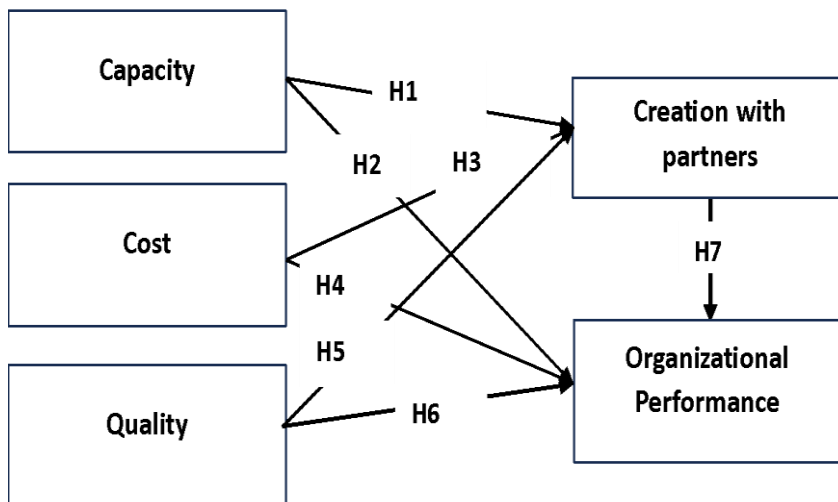 Capacity
H1
Creation with
partners
H2
H3
Cost
H7
H4
H5
Organizational
Performance
Quality
H6